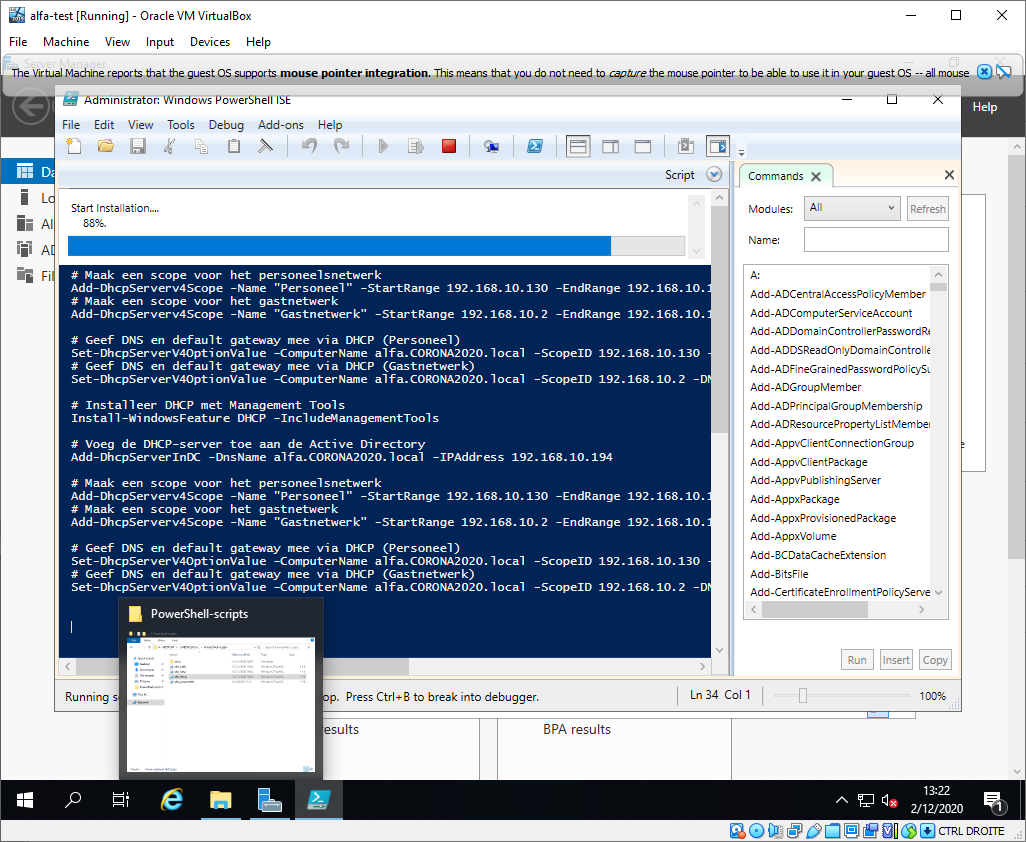 alfa-test [Running] - Oracle VM VirtualBox
File Machine View Input Devices Help
Server Manager
The Virtual Machine reports that the guest OS supports mouse pointer integration. This means that you do not need to capture the mouse pointer to be able to use it in your guest OS -- all mouse
Administrator: Windows PowerShell ISE
Help
File Edit View Tools Debug Add-ons Help
Script
Commands
Start Installation....
88%.
Modules: All Refresh
Name:
# Maak een scope voor het personeelsnetwerk
Add-DhcpServerv4Scope -Name "Personeel" -StartRange 192.168.10.130 -EndRange 192.168.10.1
# Maak een scope voor het gastnetwerk
Add-DhcpServerv4Scope -Name "Gastnetwerk" -StartRange 192.168.10.2 -EndRange 192.168.10.1
# Geef DNS en default gateway mee via DHCP (Personeel)
Set-DhcpServerV4OptionValue -ComputerName alfa.CORONA2020.local -ScopeID 192.168.10.130 -
# Geef DNS en default gateway mee via DHCP (Gastnetwerk)
Set-DhcpServerV4OptionValue -ComputerName alfa.CORONA2020.local -ScopeID 192.168.10.2 -DN
# Installeer DHCP met Management Tools
Install-WindowsFeature DHCP -IncludeManagementTools
# Voeg de DHCP-server toe aan de Active Directory
Add-DhcpServerInDC -DnsName alfa.CORONA2020.local -IPAddress 192.168.10.194
# Maak een scope voor het personeelsnetwerk
Add-DhcpServerv4Scope -Name "Personeel" -StartRange 192.168.10.130 -EndRange 192.168.10.1
# Maak een scope voor het gastnetwerk
Add-DhcpServerv4Scope -Name "Gastnetwerk" -StartRange 192.168.10.2 -EndRange 192.168.10.1
# Geef DNS en default gateway mee via DHCP (Personeel)
Set-DhcpServerV4OptionValue -ComputerName alfa.CORONA2020.local -ScopeID 192.168.10.130 -
# Geef DNS en default gateway mee via DHCP (Gastnetwerk)
Set-DhcpServerV4OptionValue -ComputerName alfa.CORONA2020.local -ScopeID 192.168.10.2 -DN
A:
Add-ADCentralAccessPolicyMember
Add-ADComputerServiceAccount
Add-ADDomainControllerPasswordRe
Add-ADDSReadOnlyDomainControlle
Add-ADFineGrainedPasswordPolicySu
Add-ADGroupMember
Add-ADPrincipalGroupMembership
Add-ADResourcePropertyListMember
Add-AppvClientConnectionGroup
Add-AppvClientPackage
Add-AppvPublishingServer
Add-AppxPackage
Add-AppxProvisionedPackage
Add-AppxVolume
Add-BCDataCacheExtension
Add-BitsFile
Add-CertificateEnrollmentPolicyServe
Run Insert Copy
Da
Lo
Al
AD
Fil
e
PowerShell-scripts
Running s op. Press Ctrl+B to break into debugger.
Ln 34 Col 1
100%
esults
BPA results
13:22
2/12/2020
1
CTRL DROITE